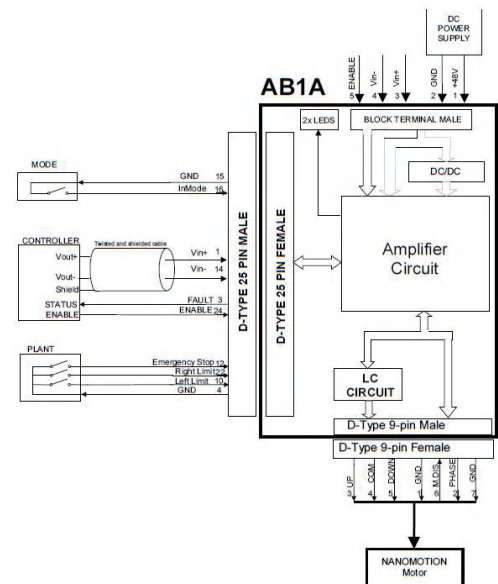 DC
POWER
SUPPLY
ENABLE
Vin-
Vin+
GND
+48V
5
4
3
2
1
AB1A
2x LEDS
BLOCK TERMINAL MALE
DC/DC
Amplifier
Circuit
LC
CIRCUIT
D-TYPE 25 PIN MALE
D-TYPE 25 PIN FEMALE
MODE
GND 15
InMode 16
CONTROLLER
Twisted and shielded cable
Vout+
Vin+ 1
Vout-
Vin- 14
Shield
STATUS
FAULT 3
ENABLE
ENABLE 24
PLANT
Emergency Stop 12
Right Limit 22
Left Limit 10
GND 4
D-Type 9-pin Male
D-Type 9-pin Female
UP
COM
DOWN
GND
M.DIS
PHASE
GND
3
4
5
1
6
2
7
NANOMOTION
Motor